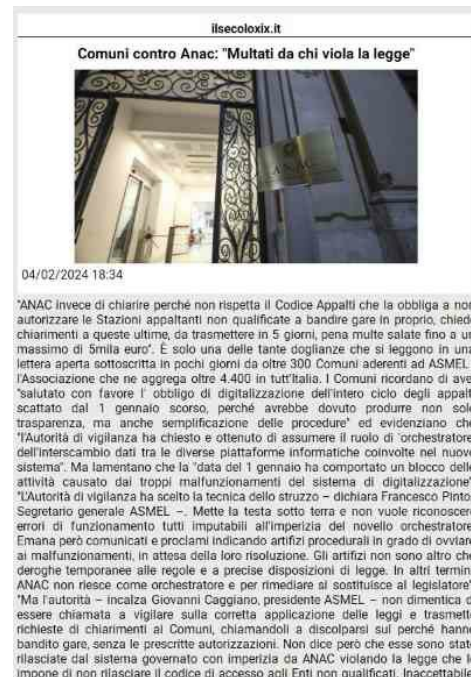 ilsecoloxix.it
Comuni contro Anac: "Multati da chi viola la legge"
ANAC
04/02/2024 18:34
"ANAC invece di chiarire perché non rispetta il Codice Appalti che la obbliga a non
autorizzare le Stazioni appaltanti non qualificate a bandire gare in proprio, chiede
chiarimenti a queste ultime, da trasmettere in 5 giorni, pena multe salate fino a un
massimo di 5mila euro". È solo una delle tante doglianze che si leggono in una
lettera aperta sottoscritta in pochi giorni da oltre 300 Comuni aderenti ad ASMEL,
l'Associazione che ne aggrega oltre 4.400 in tutt'Italia. I Comuni ricordano di aver
"salutato con favore l' obbligo di digitalizzazione dell'intero ciclo degli appalti
scattato dal 1 gennaio scorso, perché avrebbe dovuto produrre non solo
trasparenza, ma anche semplificazione delle procedure" ed evidenziano che
"l'Autorità di vigilanza ha chiesto e ottenuto di assumere il ruolo di 'orchestratore'
dell'interscambio dati tra le diverse piattaforme informatiche coinvolte nel nuovo
sistema". Ma lamentano che la "data del 1 gennaio ha comportato un blocco delle
attività causato dai troppi malfunzionamenti del sistema di digitalizzazione".
"L'Autorità di vigilanza ha scelto la tecnica dello struzzo – dichiara Francesco Pinto,
Segretario generale ASMEL –. Mette la testa sotto terra e non vuole riconoscere
errori di funzionamento tutti imputabili all'imperizia del novello orchestratore.
Emana però comunicati e proclami indicando artifizi procedurali in grado di ovviare
ai malfunzionamenti, in attesa della loro risoluzione. Gli artifizi non sono altro che
deroghe temporanee alle regole e a precise disposizioni di legge. In altri termini,
ANAC non riesce come orchestratore e per rimediare si sostituisce al legislatore".
"Ma l'autorità – incalza Giovanni Caggiano, presidente ASMEL – non dimentica di
essere chiamata a vigilare sulla corretta applicazione delle leggi e trasmette
richieste di chiarimenti ai Comuni, chiamandoli a discolparsi sul perché hanno
bandito gare, senza le prescritte autorizzazioni. Non dice però che esse sono state
rilasciate dal sistema governato con imperizia da ANAC violando la legge che le
impone di non rilasciare il codice di accesso agli Enti non qualificati. Inaccettabile